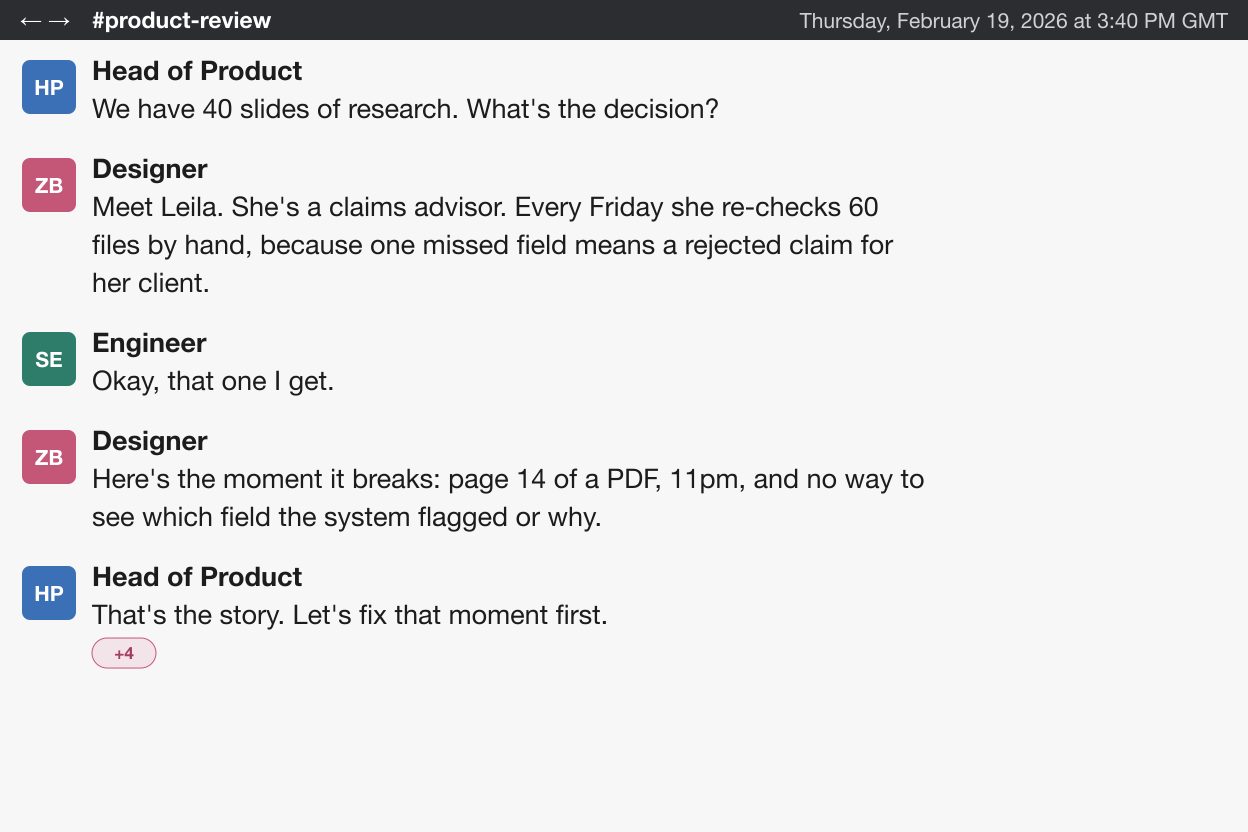 ←→ #product-review Thursday, February 19, 2026 at 3:40 PM GMT
HP
Head of Product
We have 40 slides of research. What's the decision?
ZB
Designer
Meet Leila. She's a claims advisor. Every Friday she re-checks 60
files by hand, because one missed field means a rejected claim for
her client.
SE
Engineer
Okay, that one I get.
ZB
Designer
Here's the moment it breaks: page 14 of a PDF, 11pm, and no way to
see which field the system flagged or why.
HP
Head of Product
That's the story. Let's fix that moment first.
+4